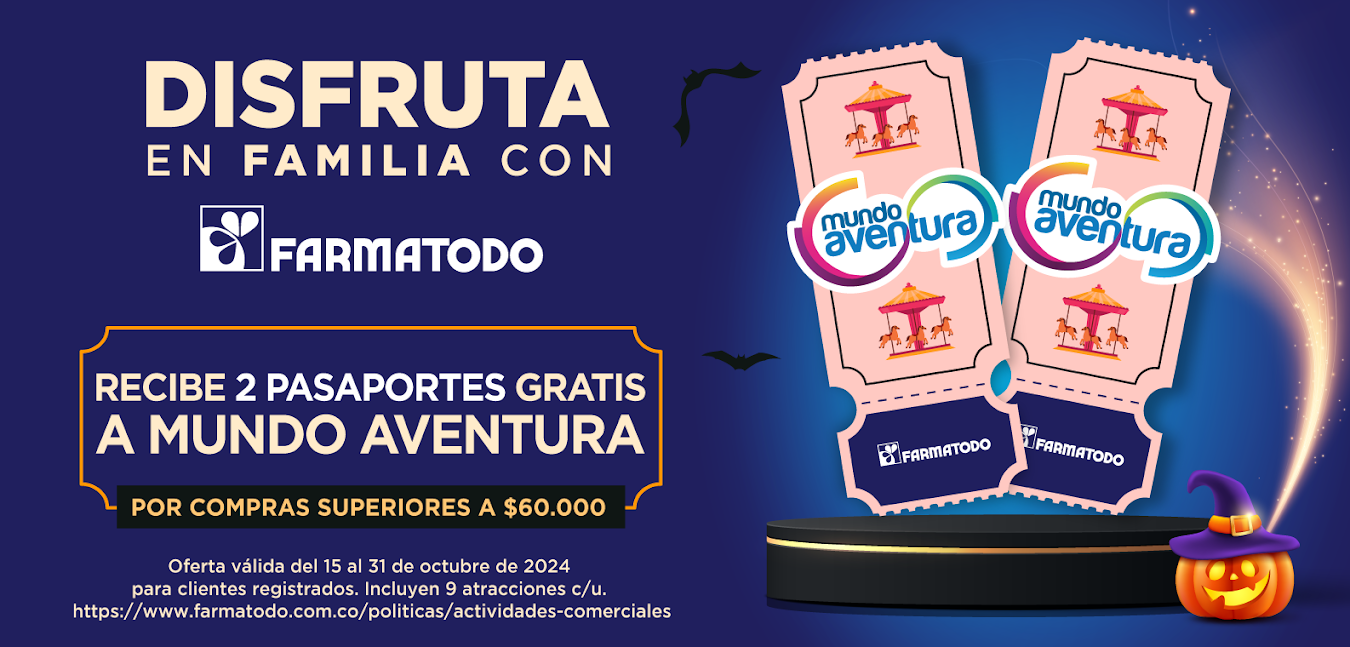 DISFRUTA
EN FAMILIA CON
FARMATODO
RECIBE 2 PASAPORTES GRATIS
A MUNDO AVENTURA
POR COMPRAS SUPERIORES A $60.000
Oferta válida del 15 al 31 de octubre de 2024
para clientes registrados. Incluyen 9 atracciones c/u.
https://www.farmatodo.com.co/politicas/actividades-comerciales
mundo
aventura
FARMATODO
mundo
aventura
FARMATODO